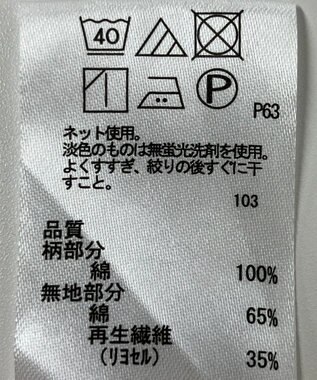 40
P
P63
ネット使用。
淡色のものは無蛍光洗剤を使用。
よくすすぎ、絞りの後すぐに干
すこと。
103
品質
柄部分
綿 100%
無地部分
綿 65%
再生繊維
(リヨセル) 35%